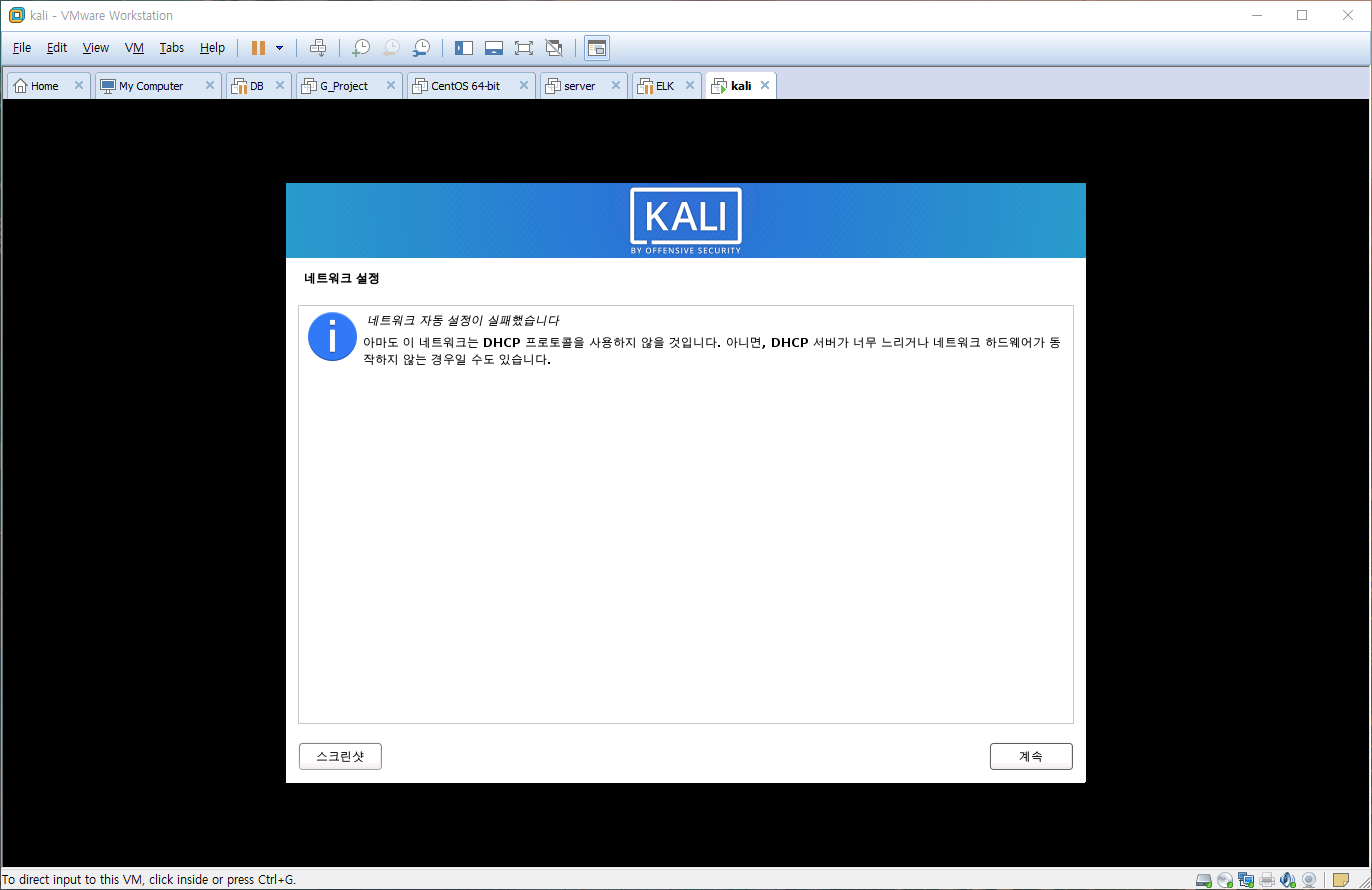 kali - VMware Workstation
File Edit View VM Tabs Help
Home My Computer DB G_Project CentOS 64-bit server ELK kali
KALI
BY OFFENSIVE SECURITY
네트워크 설정
네트워크 자동 설정이 실패했습니다
아마도 이 네트워크는 DHCP 프로토콜을 사용하지 않을 것입니다. 아니면, DHCP 서버가 너무 느리거나 네트워크 하드웨어가 동
작하지 않는 경우일 수도 있습니다.
스크린샷 계속
To direct input to this VM, click inside or press Ctrl+G.